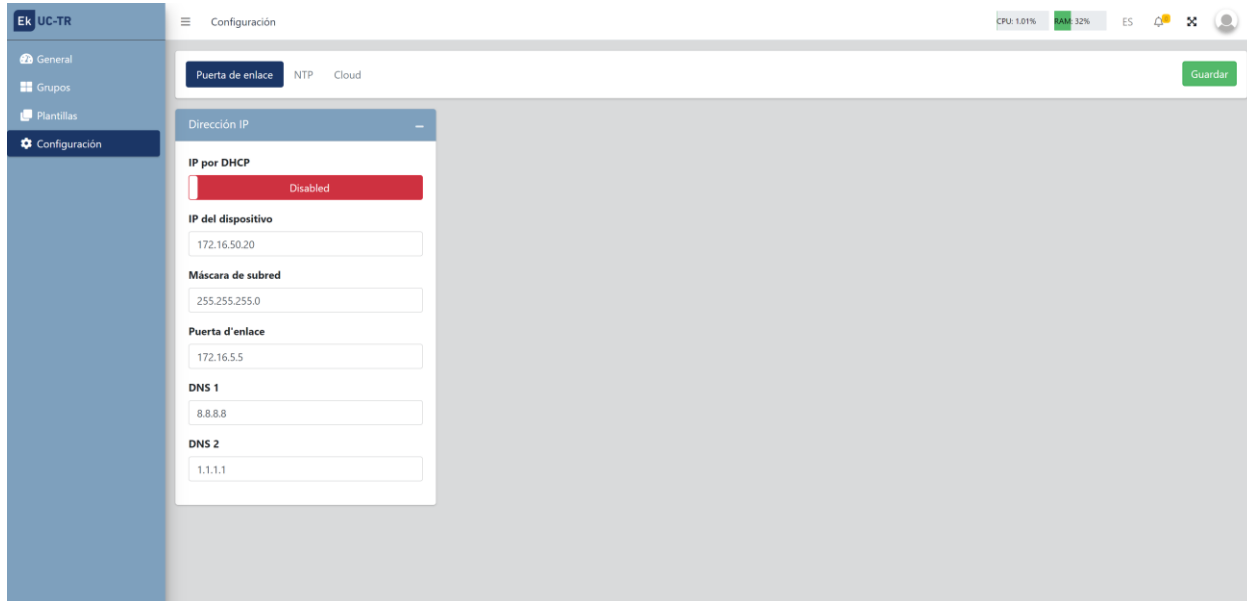 Ek UC-TR
Configuración
CPU: 1.01%
RAM: 32%
ES
General
Grupos
Plantillas
Configuración
Puerta de enlace
NTP
Cloud
Guardar
Dirección IP
IP por DHCP
Disabled
IP del dispositivo
172.16.50.20
Máscara de subred
255.255.255.0
Puerta d'enlace
172.16.5.5
DNS 1
8.8.8.8
DNS 2
1.1.1.1